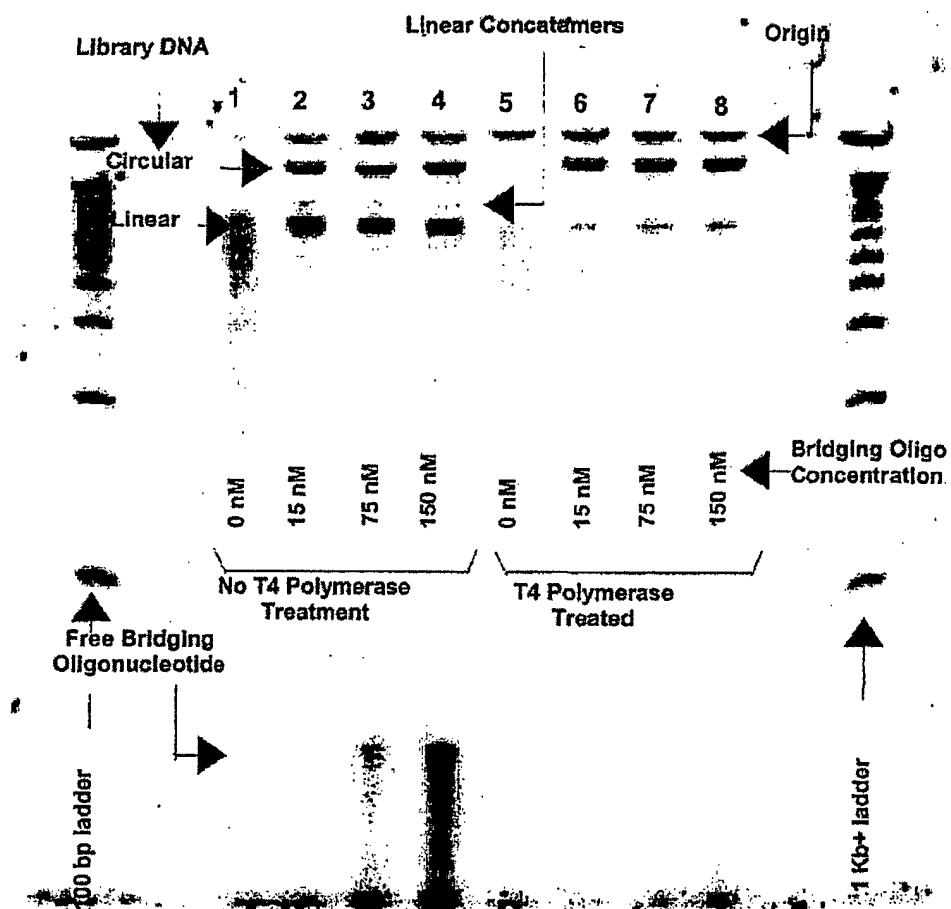 Linear Concatamers
Origin
Library DNA
1 2 3 4 5 6 7 8
Circular
Linear
0 nM
15 nM
75 nM
150 nM
0 nM
15 nM
75 nM
150 nM
Bridging Oligo
Concentration.
No T4 Polymerase
Treatment
T4 Polymerase
Treated
Free Bridging
Oligonucleotide
100 bp ladder
1 Kb+ ladder